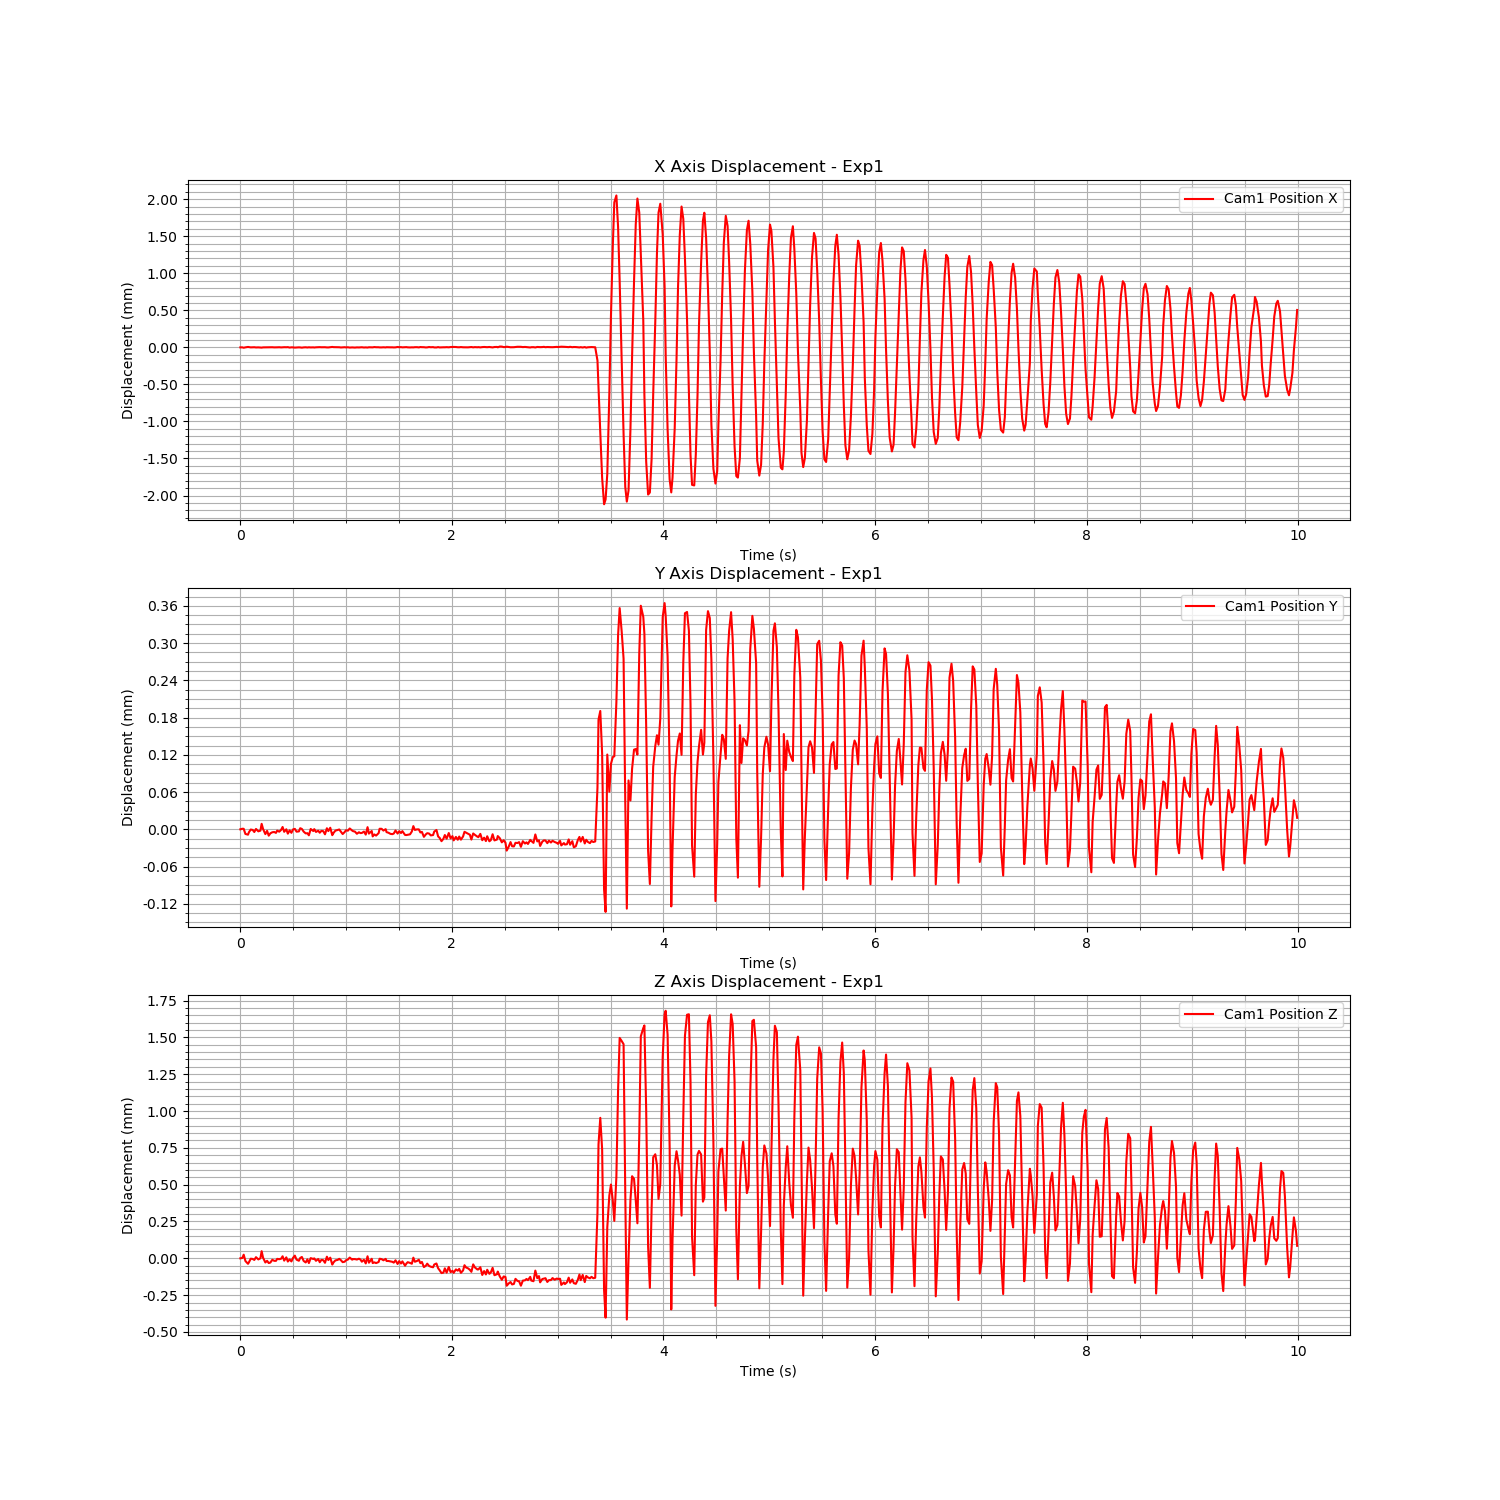 X Axis Displacement - Exp1
Cam1 Position X
Displacement (mm)
2.00
1.50
1.00
0.50
0.00
-0.50
-1.00
-1.50
-2.00
0 2 4 6 8 10
Time (s)
Y Axis Displacement - Exp1
Cam1 Position Y
Displacement (mm)
0.36
0.30
0.24
0.18
0.12
0.06
0.00
-0.06
-0.12
0 2 4 6 8 10
Time (s)
Z Axis Displacement - Exp1
Cam1 Position Z
Displacement (mm)
1.75
1.50
1.25
1.00
0.75
0.50
0.25
0.00
-0.25
-0.50
0 2 4 6 8 10
Time (s)